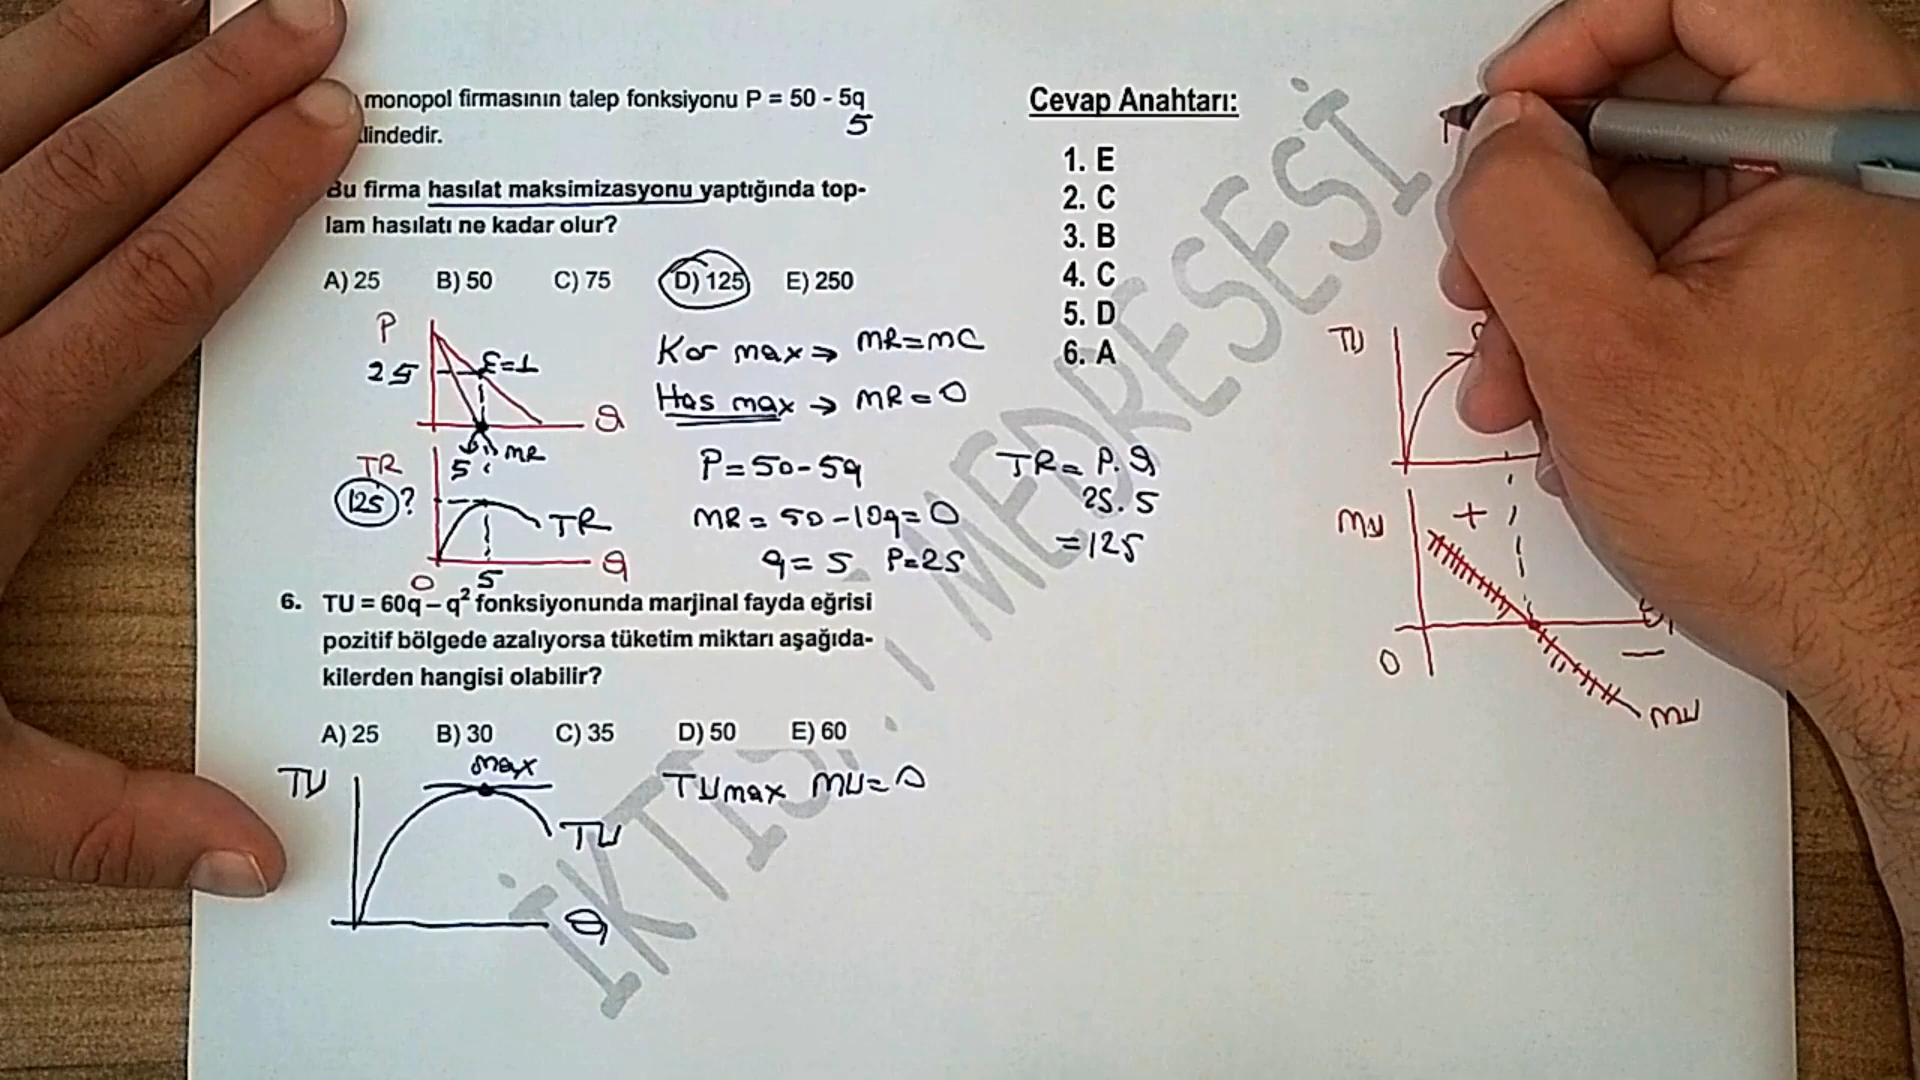 monopol firmasının talep fonksiyonu P = 50 - 5q
5
lindedir.
Bu firma hasılat maksimizasyonu yaptığında top-
lam hasılatı ne kadar olur?
A) 25 B) 50 C) 75 D) 125 E) 250
P
25
E=1
Q
MR
5
TR
125 ?
TR
Q
0
5
Kar max → MR=MC
Has max → MR=0
P=50-5q
MR= 50-10q=0
q=5 P=25
TR= P.Q
25.5
=125
6. TU = 60q – q² fonksiyonunda marjinal fayda eğrisi
pozitif bölgede azalıyorsa tüketim miktarı aşağıda-
kilerden hangisi olabilir?
A) 25 B) 30 C) 35 D) 50 E) 60
TU
max
TU
Q
TUmax MU=0
Cevap Anahtarı:
1. E
2. C
3. B
4. C
5. D
6. A
TU
MU
+
0
–
MU
MEDRESESİ